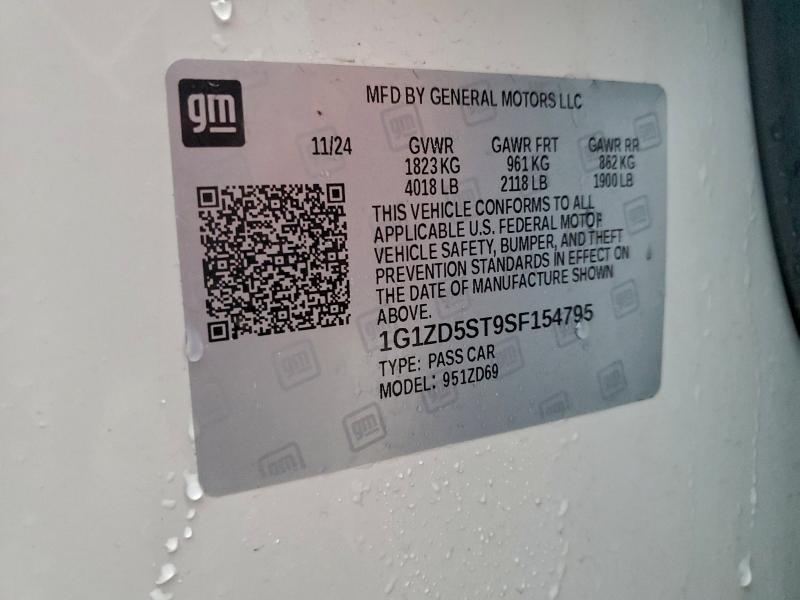 gm
MFD BY GENERAL MOTORS LLC
11/24 GVWR GAWR FRT GAWR RR
1823 KG 961 KG 862 KG
4018 LB 2118 LB 1900 LB
THIS VEHICLE CONFORMS TO ALL
APPLICABLE U.S. FEDERAL MOTOR
VEHICLE SAFETY, BUMPER, AND THEFT
PREVENTION STANDARDS IN EFFECT ON
THE DATE OF MANUFACTURE SHOWN
ABOVE.
1G1ZD5ST9SF154795
TYPE: PASS CAR
MODEL: 951ZD69
gm